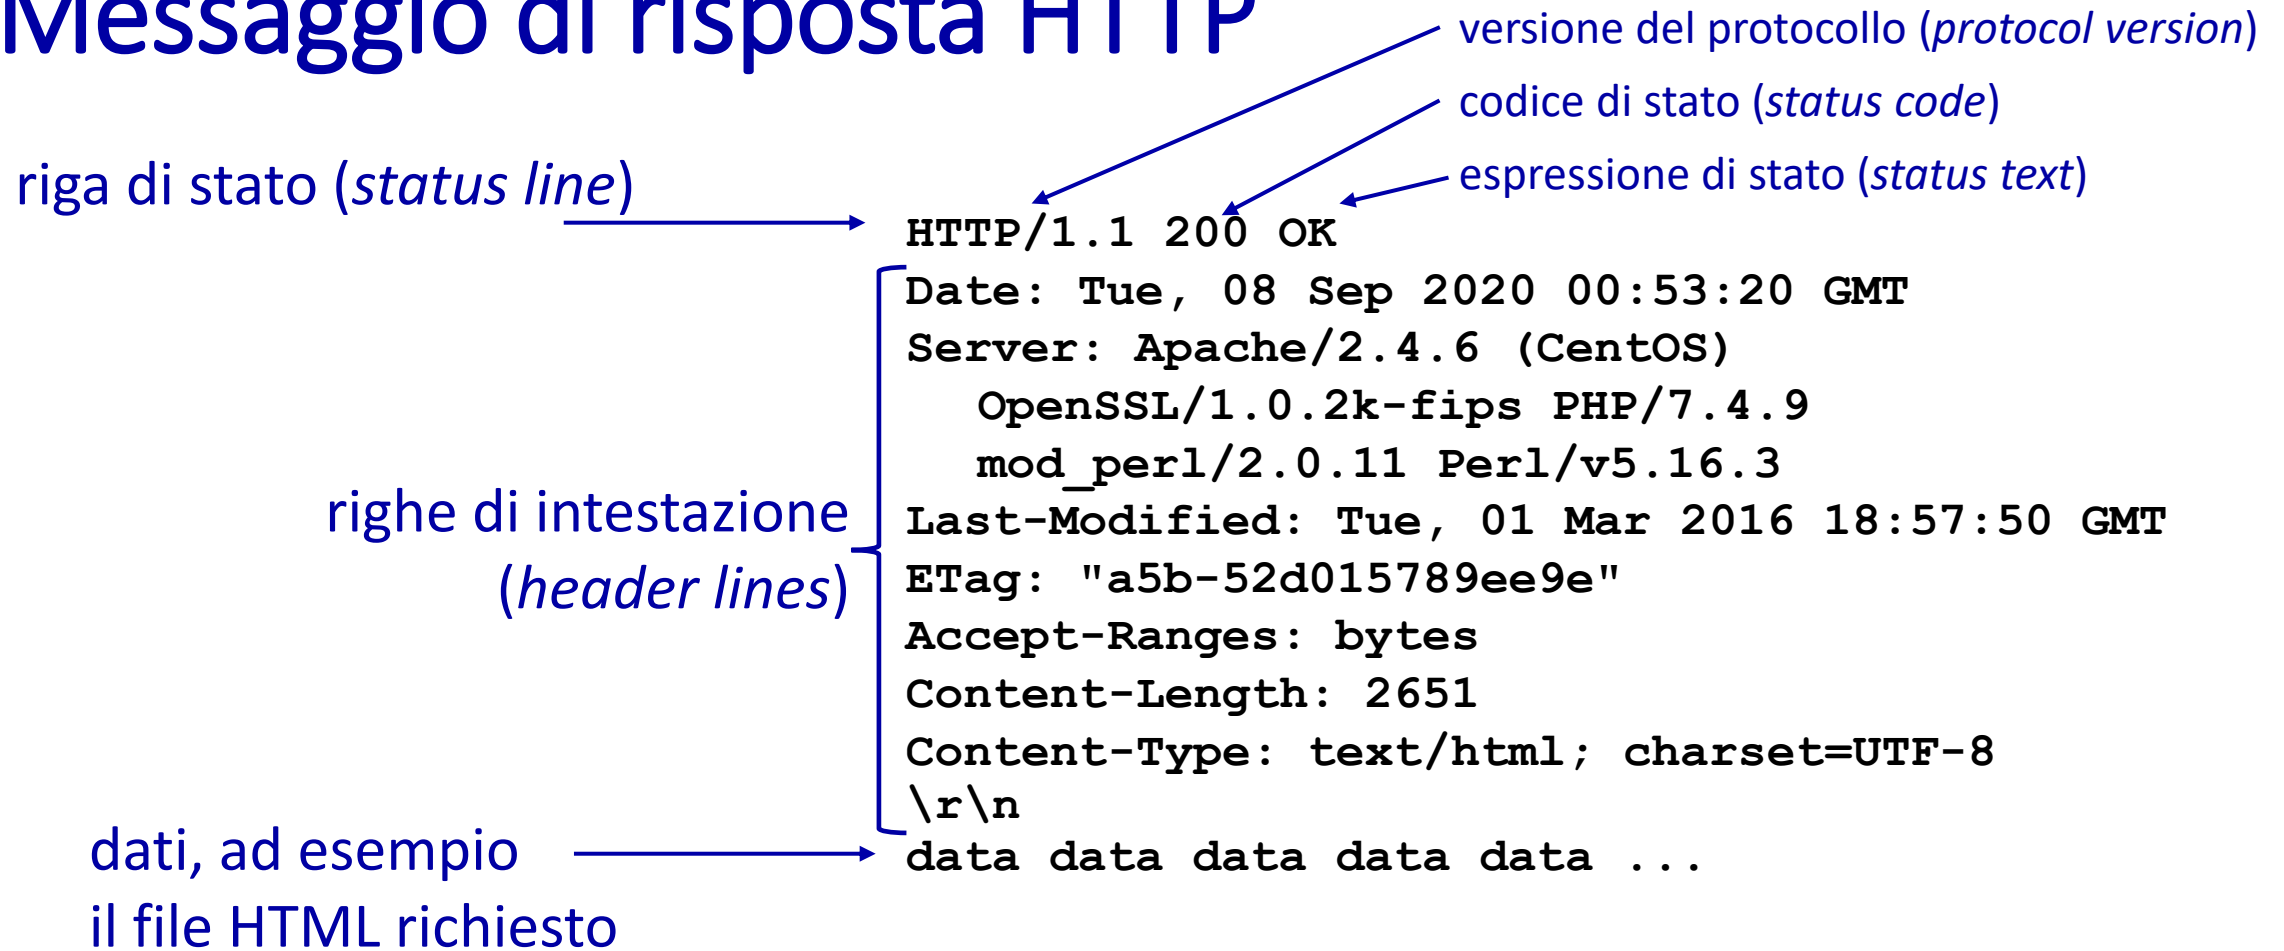 Messaggio di risposta HTTP
versione del protocollo (protocol version)
codice di stato (status code)
espressione di stato (status text)
riga di stato (status line)
HTTP/1.1 200 OK
Date: Tue, 08 Sep 2020 00:53:20 GMT
Server: Apache/2.4.6 (CentOS)
OpenSSL/1.0.2k-fips PHP/7.4.9
mod_perl/2.0.11 Perl/v5.16.3
Last-Modified: Tue, 01 Mar 2016 18:57:50 GMT
ETag: "a5b-52d015789ee9e"
Accept-Ranges: bytes
Content-Length: 2651
Content-Type: text/html; charset=UTF-8
\r\n
righe di intestazione
(header lines)
data data data data data ...
dati, ad esempio
il file HTML richiesto